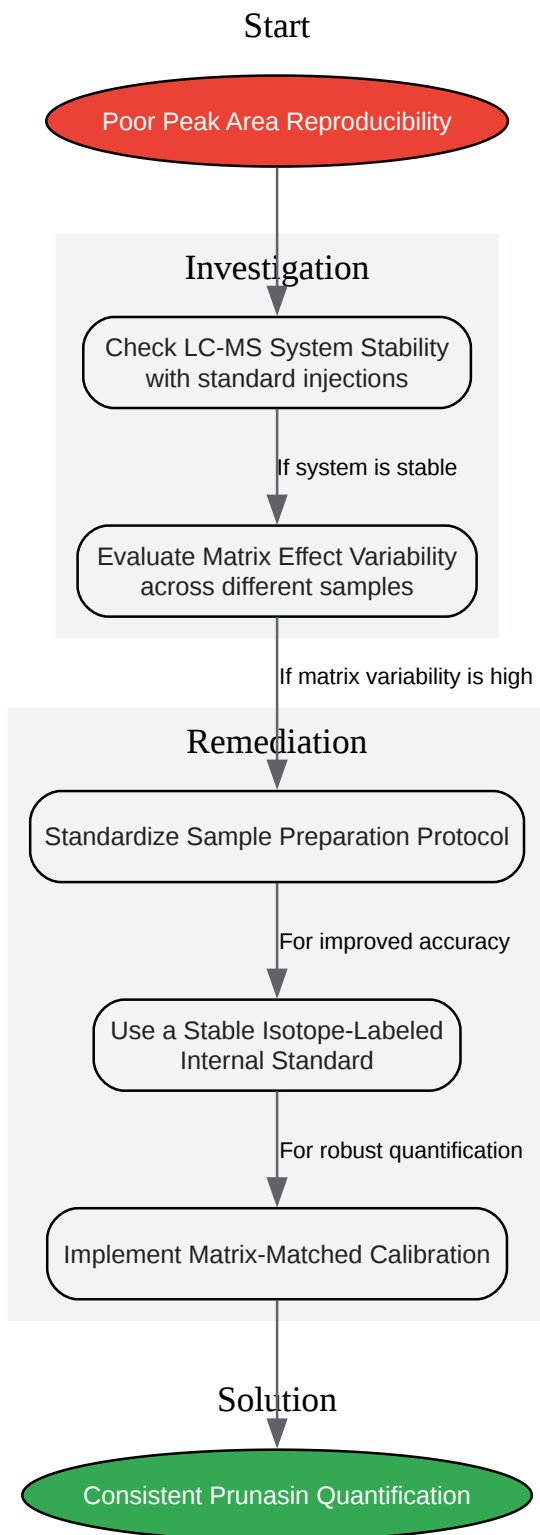 Start
Poor Peak Area Reproducibility
Investigation
Check LC-MS System Stability
with standard injections
If system is stable
Evaluate Matrix Effect Variability
across different samples
If matrix variability is high
Remediation
Standardize Sample Preparation Protocol
For improved accuracy
Use a Stable Isotope-Labeled
Internal Standard
For robust quantification
Implement Matrix-Matched Calibration
Solution
Consistent Prunasin Quantification